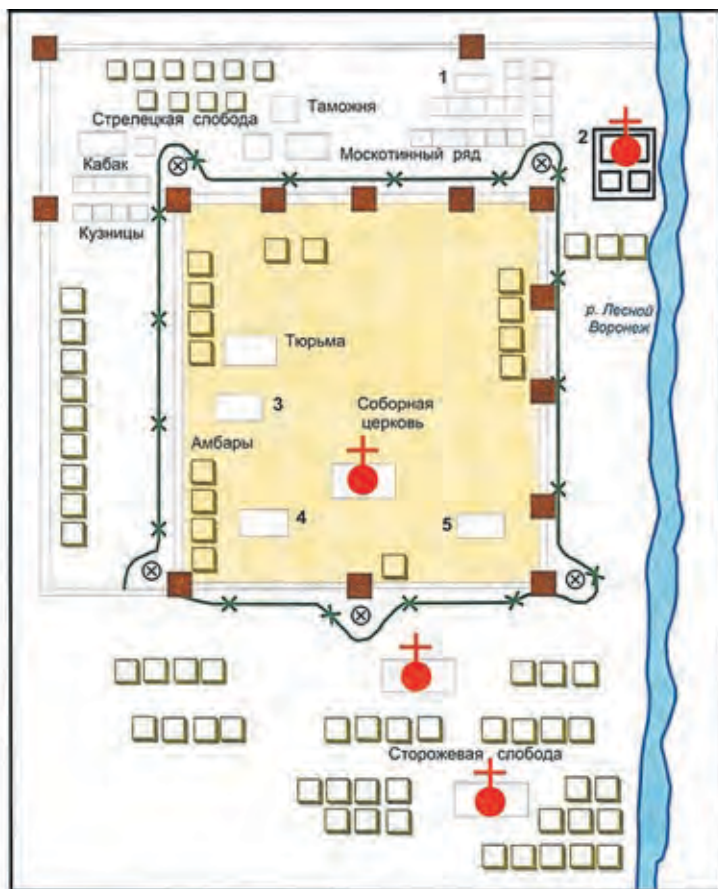 1
Стрелецкая слобода
Таможня
2
Кабак
Москотинный ряд
Кузницы
р. Лесной
Воронеж
Тюрьма
3
Соборная
церковь
Амбары
4
5
Сторожевая слобода